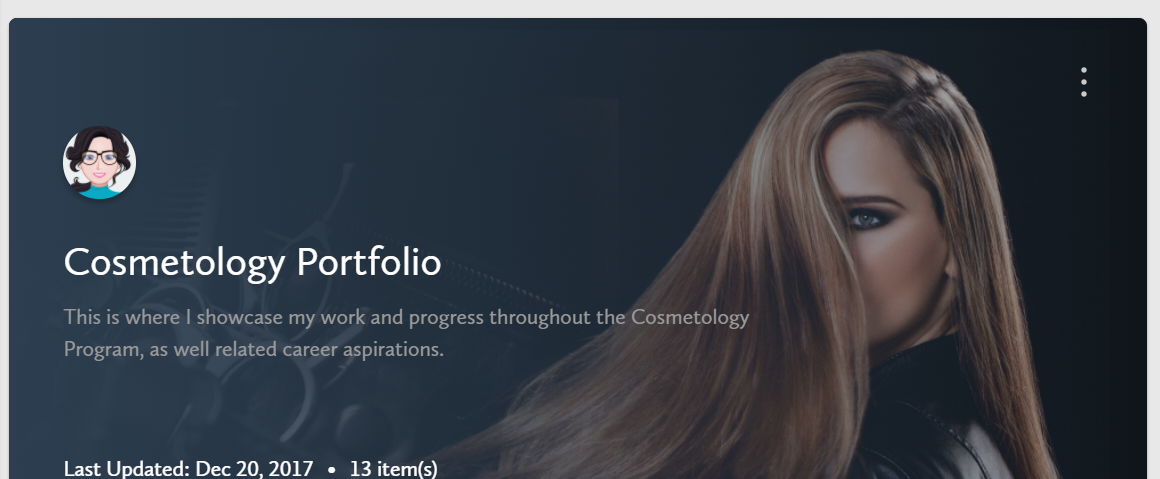 Cosmetology Portfolio
This is where I showcase my work and progress throughout the Cosmetology
Program, as well related career aspirations.
Last Updated: Dec 20, 2017 • 13 item(s)